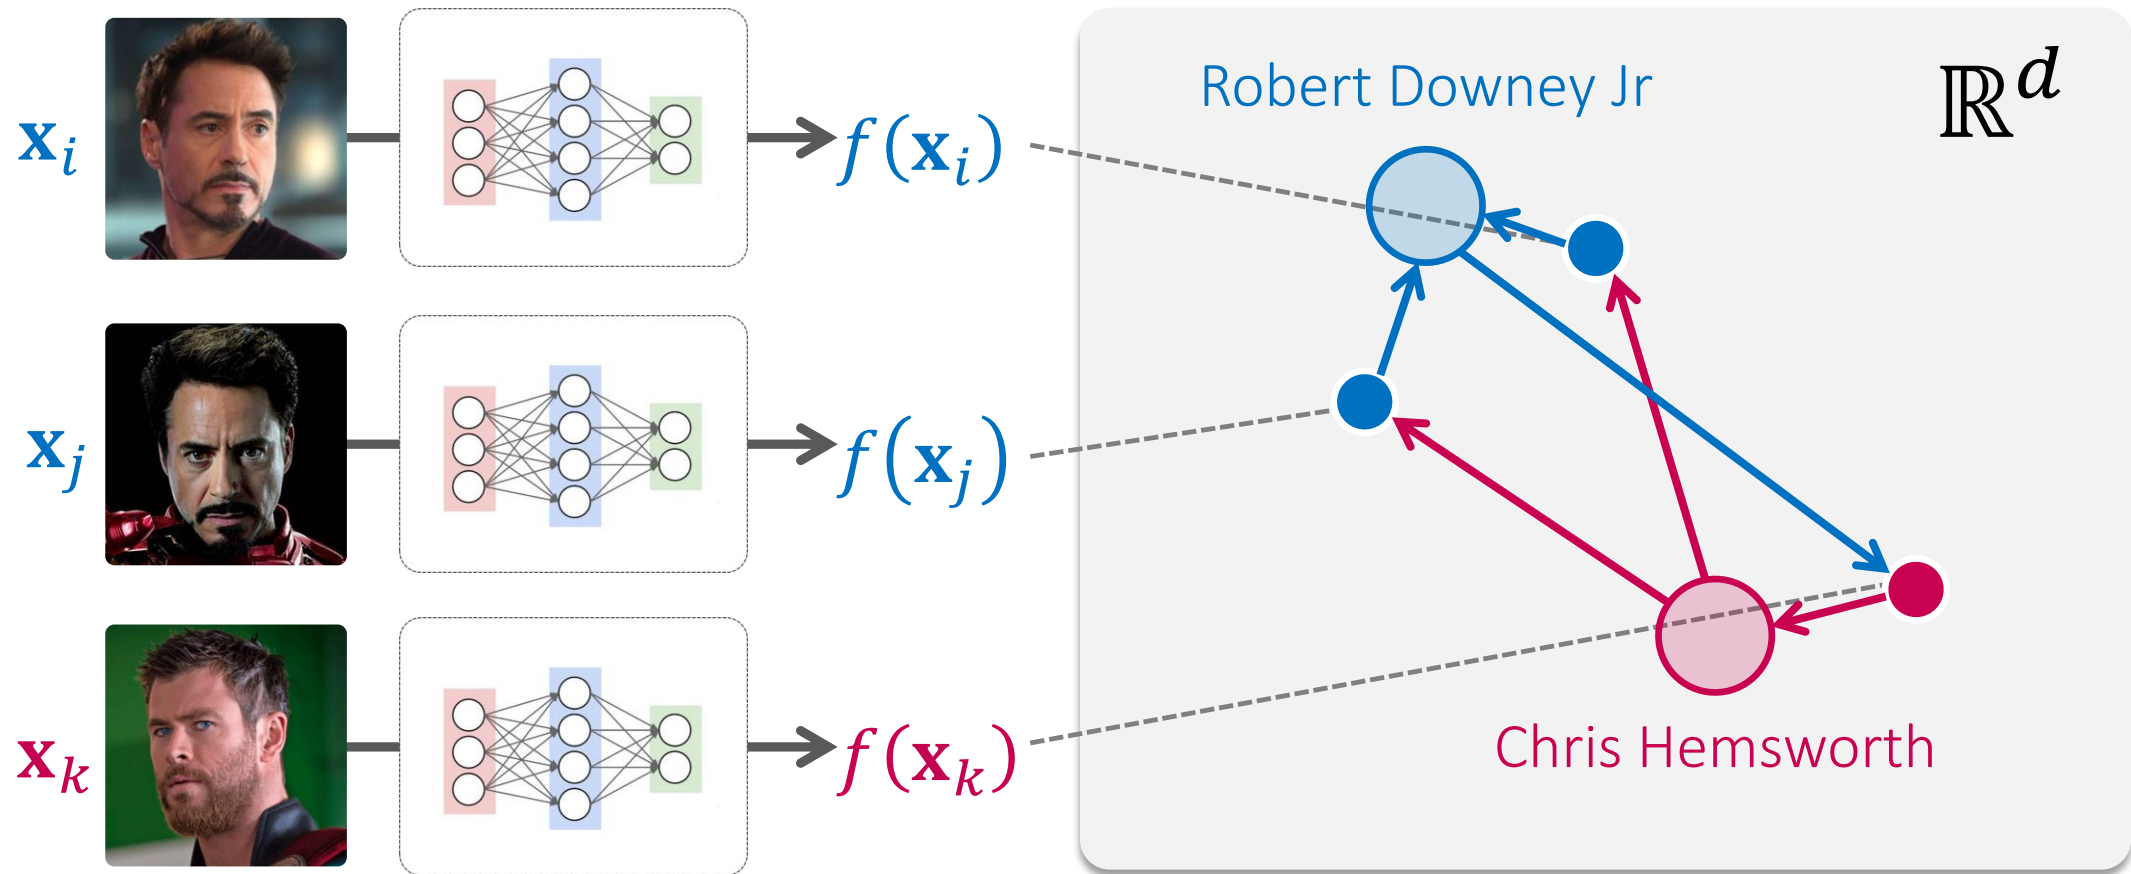 𝐱ᵢ
f(𝐱ᵢ)
Robert Downey Jr
ℝᵈ
𝐱ⱼ
f(𝐱ⱼ)
𝐱ₖ
f(𝐱ₖ)
Chris Hemsworth